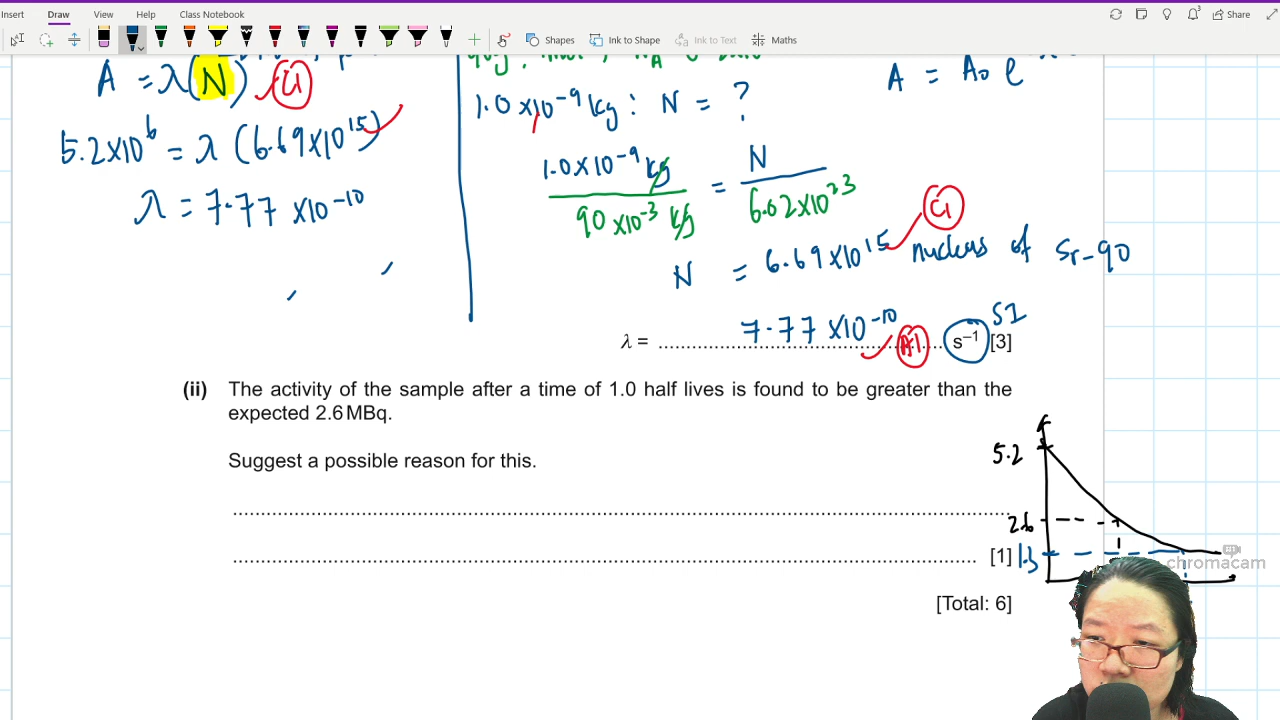 Insert Draw View Help Class Notebook Share
Shapes Ink to Shape Ink to Text Maths
A = λ(N) C1
5.2×10⁶ = λ (6.69×10¹⁵)
λ = 7.77 ×10⁻¹⁰
A = A₀ e
1.0×10⁻⁹ kg : N = ?
1.0×10⁻⁹ kg / 90×10⁻³ kg = N / 6.02×10²³
C1
N = 6.69×10¹⁵ nucleus of Sr-90
7.77 ×10⁻¹⁰ SI
λ = ............................................... A1 s⁻¹ [3]
(ii) The activity of the sample after a time of 1.0 half lives is found to be greater than the
expected 2.6 MBq.
5.2
Suggest a possible reason for this.
2.6
[1] 1.3
chromacam
[Total: 6]